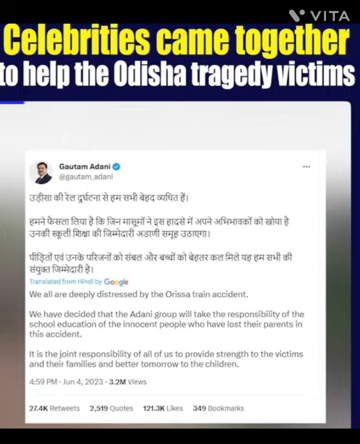 VITA
Celebrities came together
to help the Odisha tragedy victims
Gautam Adani
@gautam_adani
उड़ीसा की रेल दुर्घटना से हम सभी बेहद व्यथित हैं।
हमने फैसला लिया है कि जिन मासूमों ने इस हादसे में अपने अभिभावकों को खोया है
उनकी स्कूली शिक्षा की जिम्मेदारी अडाणी समूह उठाएगा।
पीड़ितों एवं उनके परिजनों को संबल और बच्चों को बेहतर कल मिले यह हम सभी की
संयुक्त जिम्मेदारी है।
Translated from Hindi by Google
We all are deeply distressed by the Orissa train accident.
We have decided that the Adani group will take the responsibility of the
school education of the innocent people who have lost their parents in
this accident.
It is the joint responsibility of all of us to provide strength to the victims
and their families and better tomorrow to the children.
4:59 PM · Jun 4, 2023 · 3.2M Views
27.4K Retweets 2,519 Quotes 121.3K Likes 349 Bookmarks